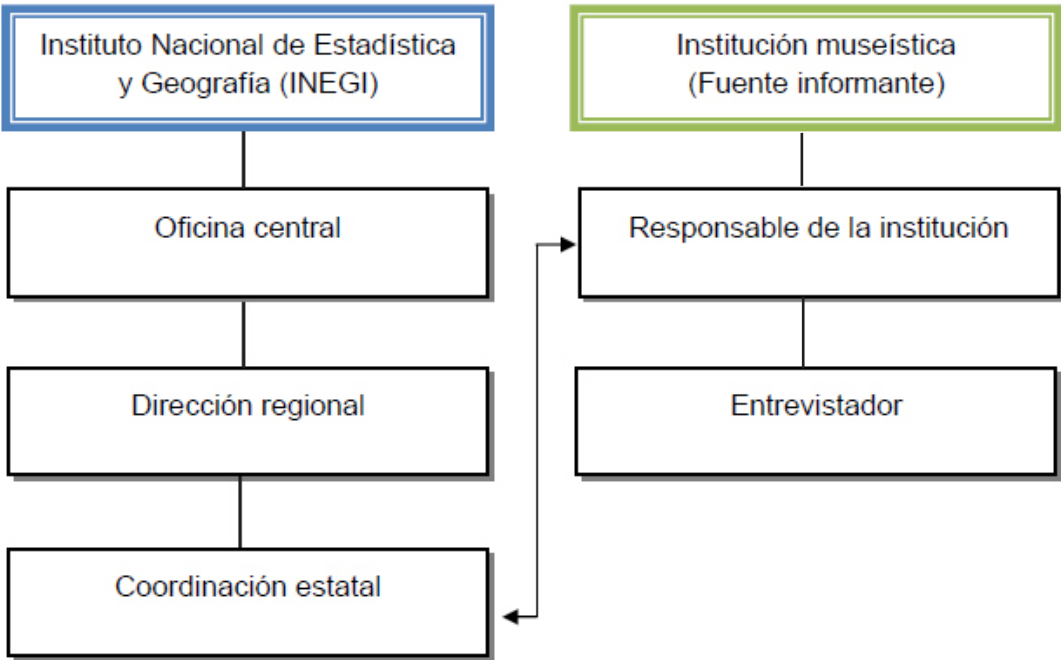 Instituto Nacional de Estadística
y Geografía (INEGI)
Oficina central
Dirección regional
Coordinación estatal
Institución museística
(Fuente informante)
Responsable de la institución
Entrevistador